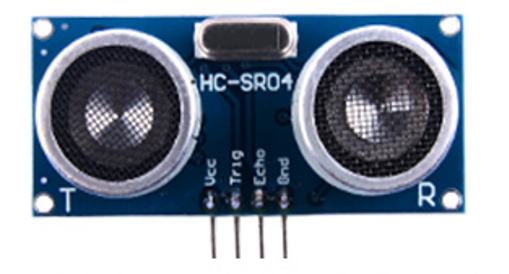 HC-SR04
Vcc Trig Echo Gnd
T R